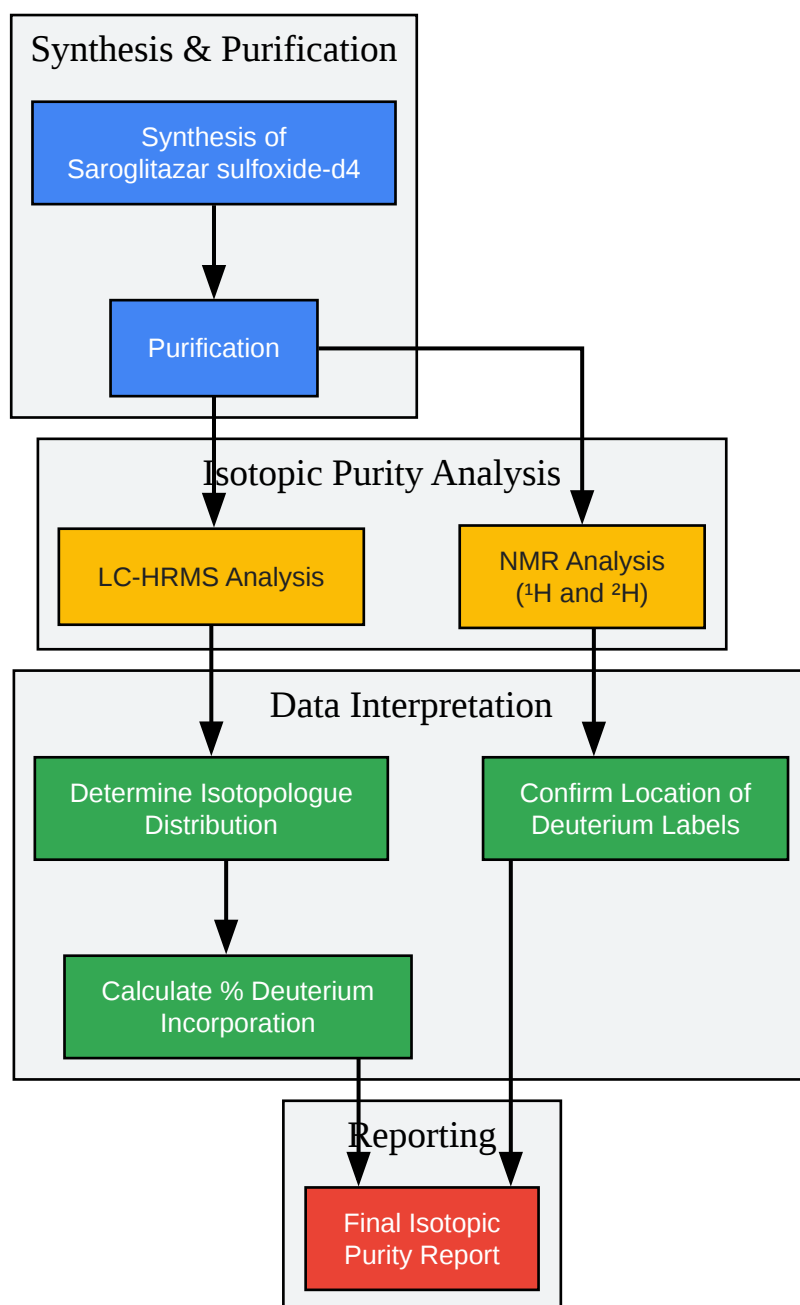 Synthesis & Purification
Synthesis of
Saroglitazar sulfoxide-d4
Purification
Isotopic Purity Analysis
LC-HRMS Analysis
NMR Analysis
(¹H and ²H)
Data Interpretation
Determine Isotopologue
Distribution
Confirm Location of
Deuterium Labels
Calculate % Deuterium
Incorporation
Reporting
Final Isotopic
Purity Report